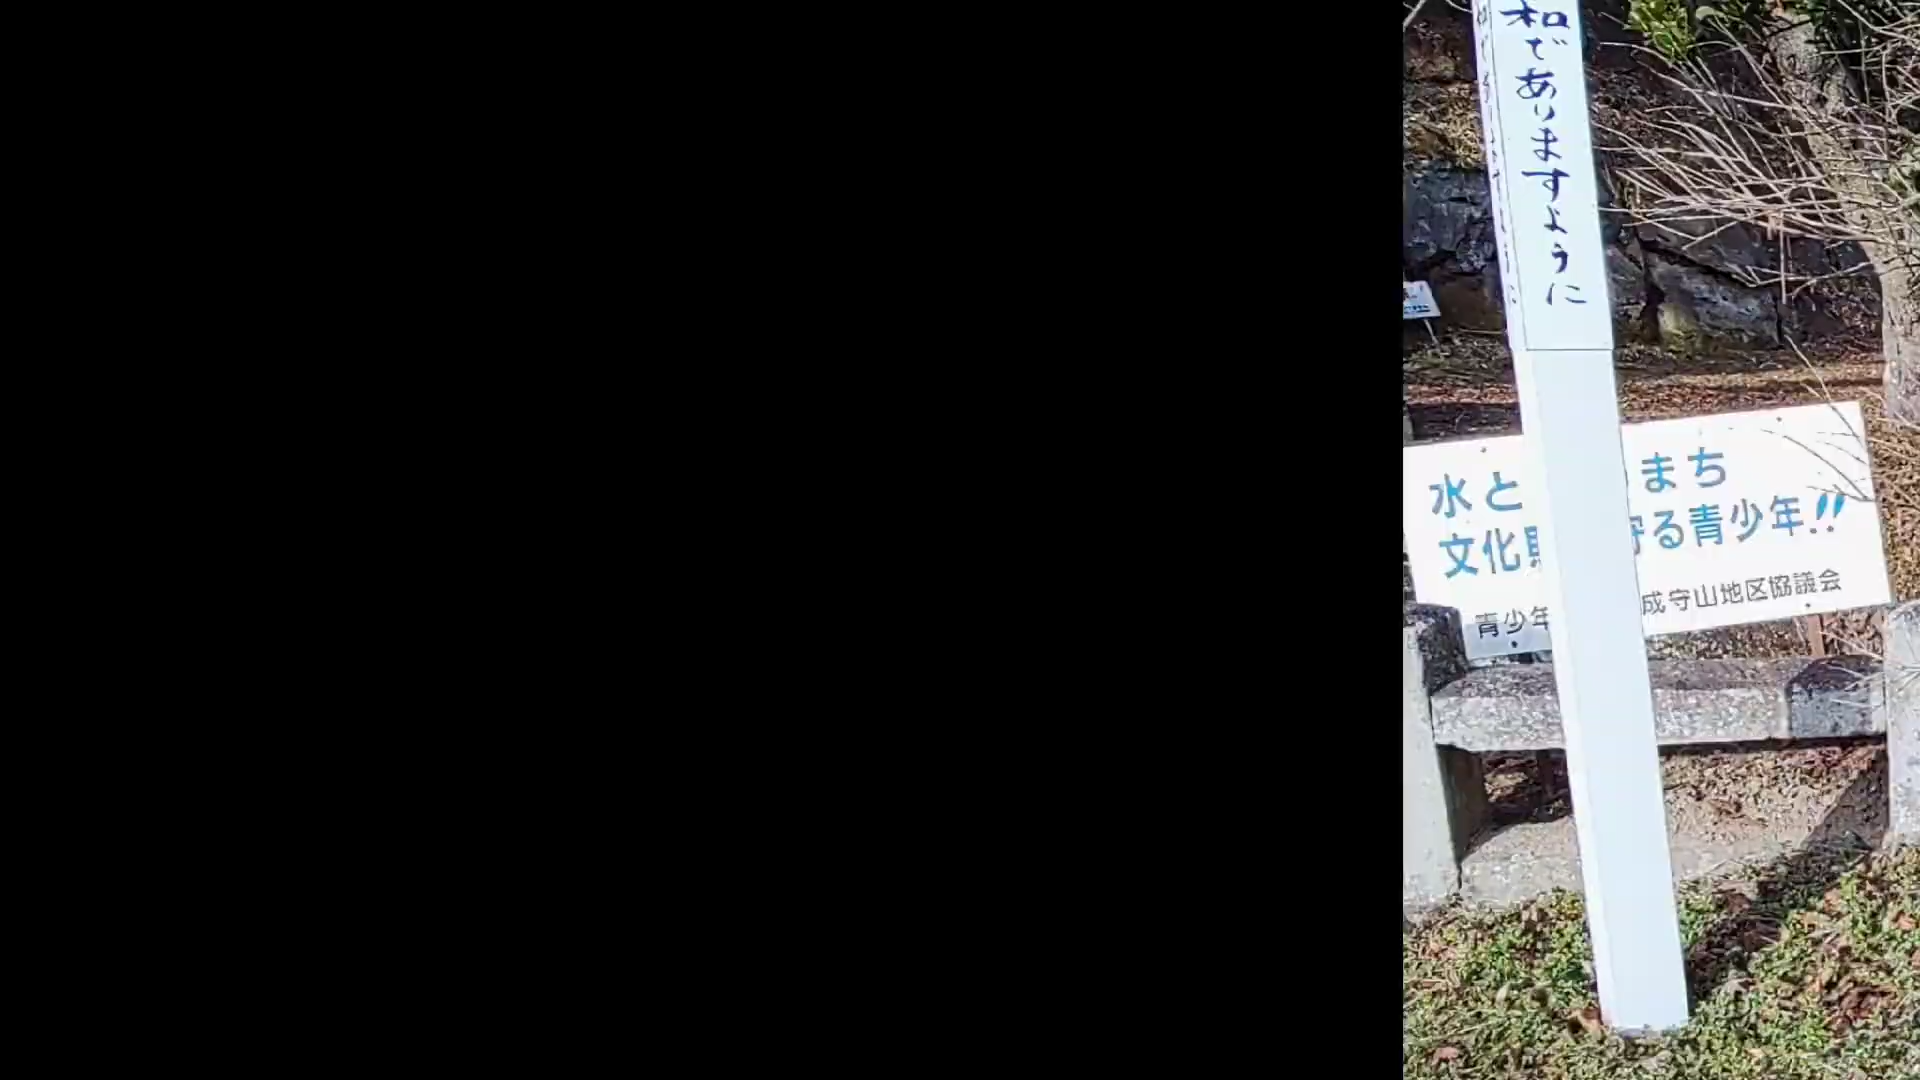 和でありますように
水と まち
文化財 守る青少年!!
青少年 成守山地区協議会